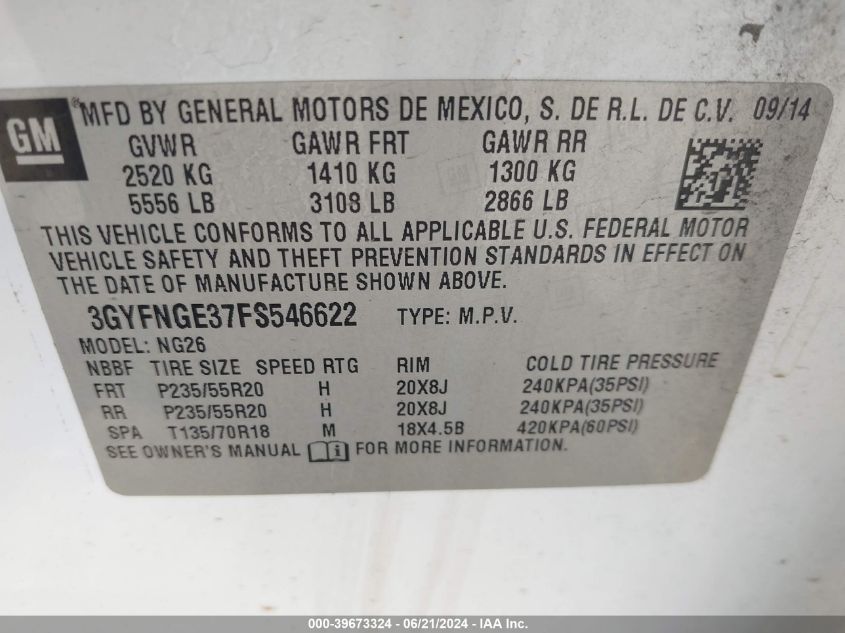 GM
® MFD BY GENERAL MOTORS DE MEXICO, S. DE R.L. DE C.V. 09/14
GVWR GAWR FRT GAWR RR
2520 KG 1410 KG 1300 KG
5556 LB 3108 LB 2866 LB
THIS VEHICLE CONFORMS TO ALL APPLICABLE U.S. FEDERAL MOTOR
VEHICLE SAFETY AND THEFT PREVENTION STANDARDS IN EFFECT ON
THE DATE OF MANUFACTURE SHOWN ABOVE.
3GYFNGE37FS546622 TYPE: M.P.V.
MODEL: NG26
NBBF TIRE SIZE SPEED RTG RIM COLD TIRE PRESSURE
FRT P235/55R20 H 20X8J 240KPA(35PSI)
RR P235/55R20 H 20X8J 240KPA(35PSI)
SPA T135/70R18 M 18X4.5B 420KPA(60PSI)
SEE OWNER'S MANUAL FOR MORE INFORMATION.
000-39673324 - 06/21/2024 - IAA, Inc.